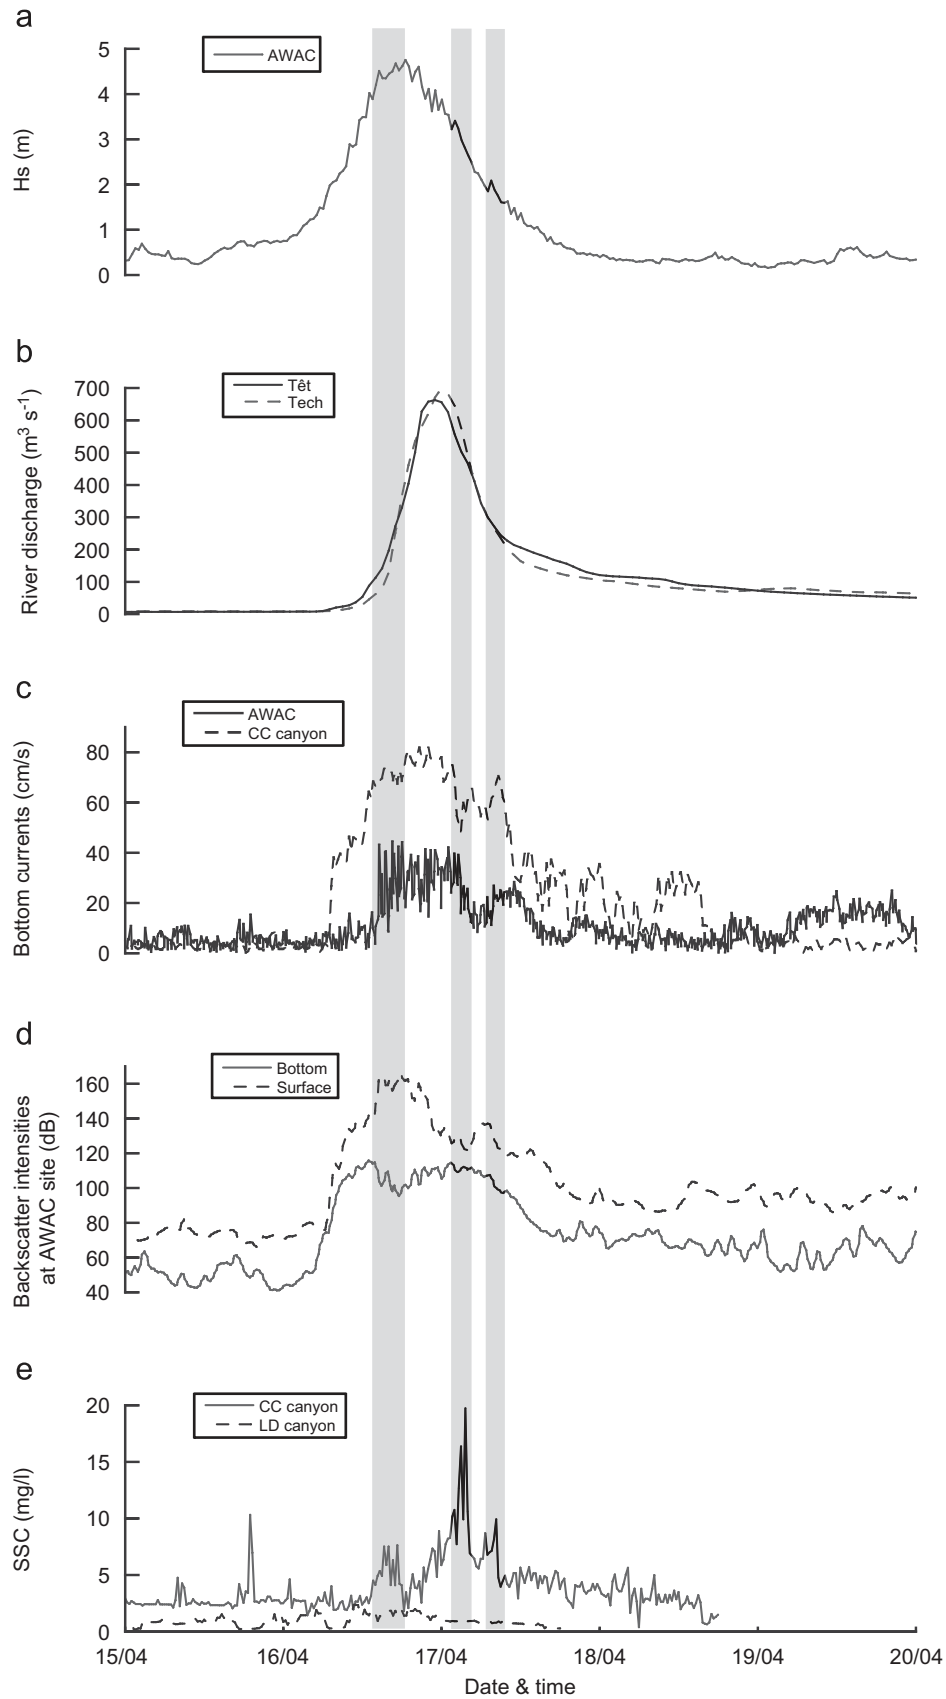 a
AWAC
5
4
3
2
1
0
Hs (m)
b
Têt
Tech
700
600
500
400
300
200
100
0
River discharge (m³ s⁻¹)
c
AWAC
CC canyon
80
60
40
20
0
Bottom currents (cm/s)
d
Bottom
Surface
160
140
120
100
80
60
40
Backscatter intensities
at AWAC site (dB)
e
CC canyon
LD canyon
20
15
10
5
0
SSC (mg/l)
15/04 16/04 17/04 18/04 19/04 20/04
Date & time